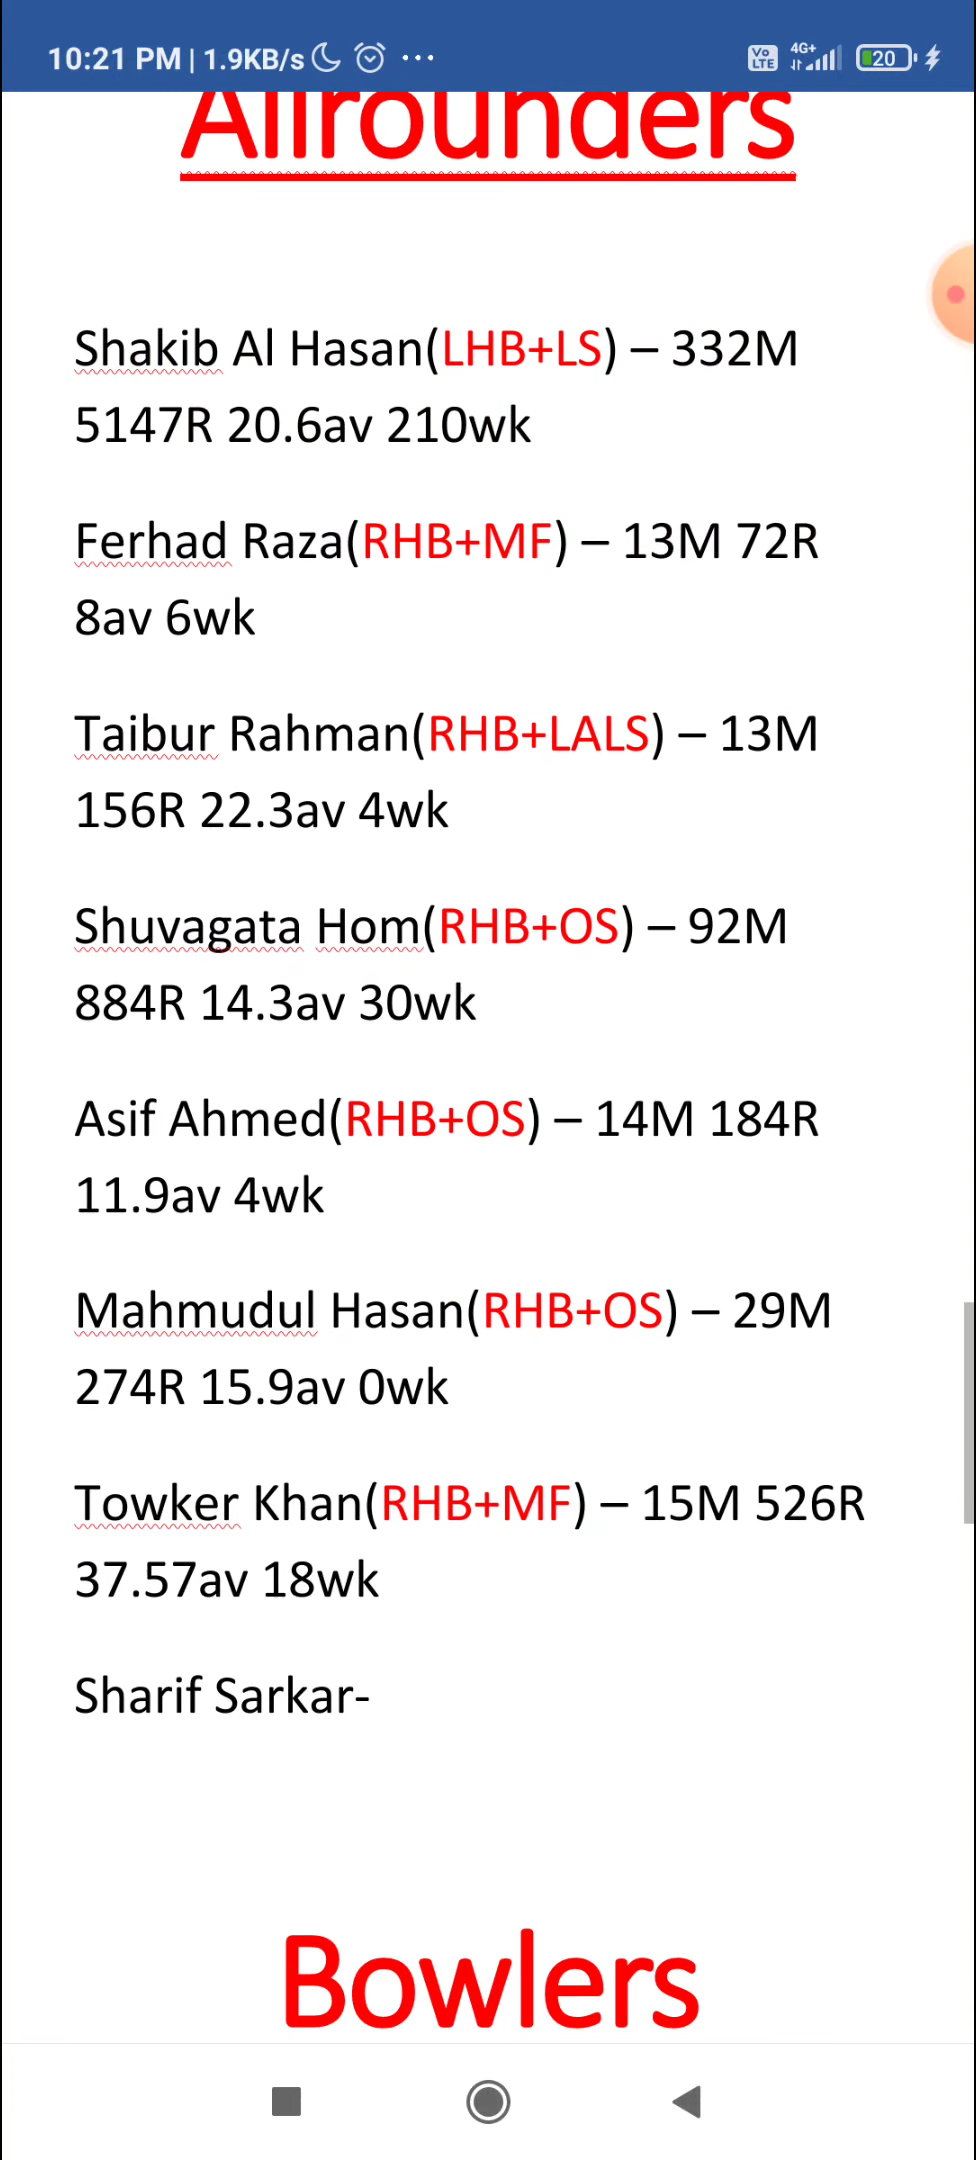 10:21 PM | 1.9KB/s ...
Vo LTE 4G+ 20
Allrounders
Shakib Al Hasan(LHB+LS) – 332M
5147R 20.6av 210wk
Ferhad Raza(RHB+MF) – 13M 72R
8av 6wk
Taibur Rahman(RHB+LALS) – 13M
156R 22.3av 4wk
Shuvagata Hom(RHB+OS) – 92M
884R 14.3av 30wk
Asif Ahmed(RHB+OS) – 14M 184R
11.9av 4wk
Mahmudul Hasan(RHB+OS) – 29M
274R 15.9av 0wk
Towker Khan(RHB+MF) – 15M 526R
37.57av 18wk
Sharif Sarkar-
Bowlers